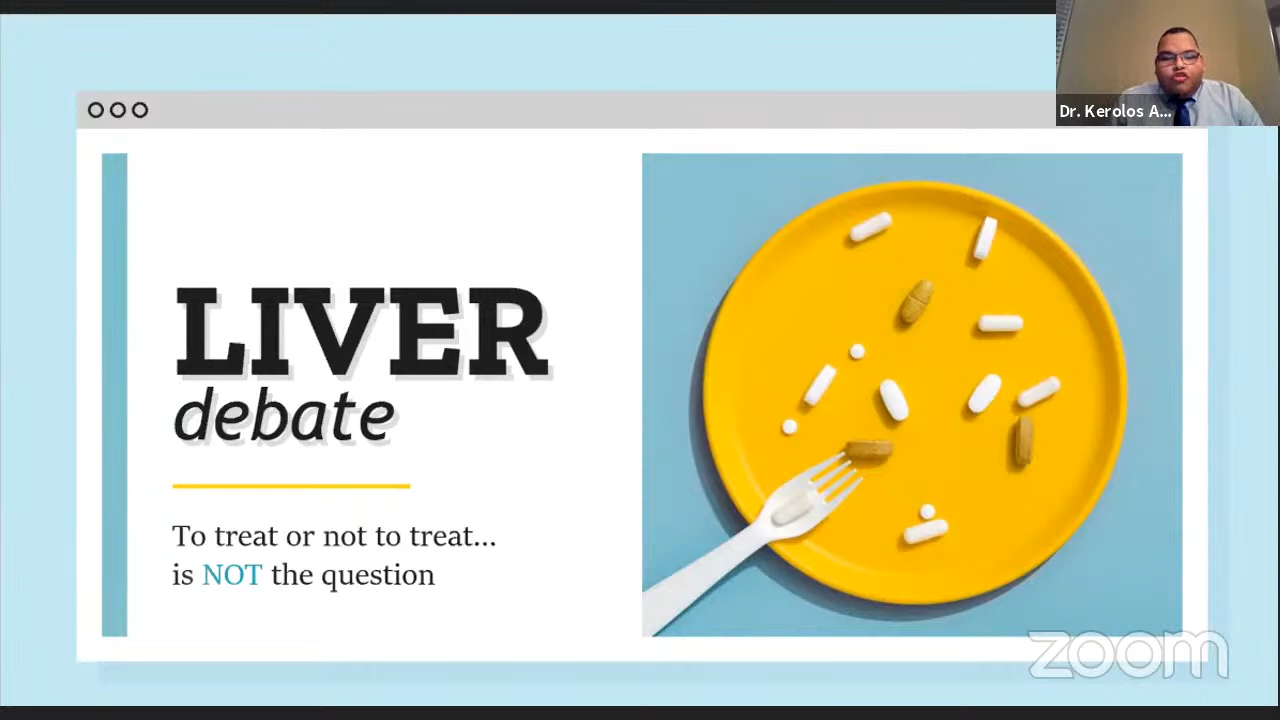 Dr. Kerolos A...
LIVER
debate
To treat or not to treat...
is NOT the question
zoom